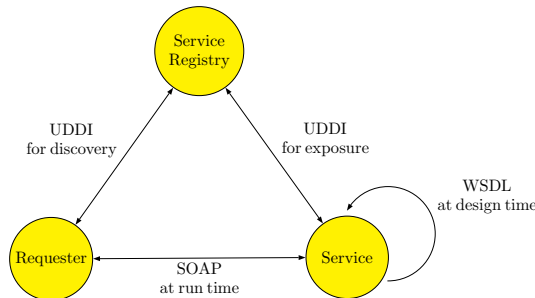 Service
Registry
UDDI
for discovery
UDDI
for exposure
WSDL
at design time
Requester
SOAP
at run time
Service